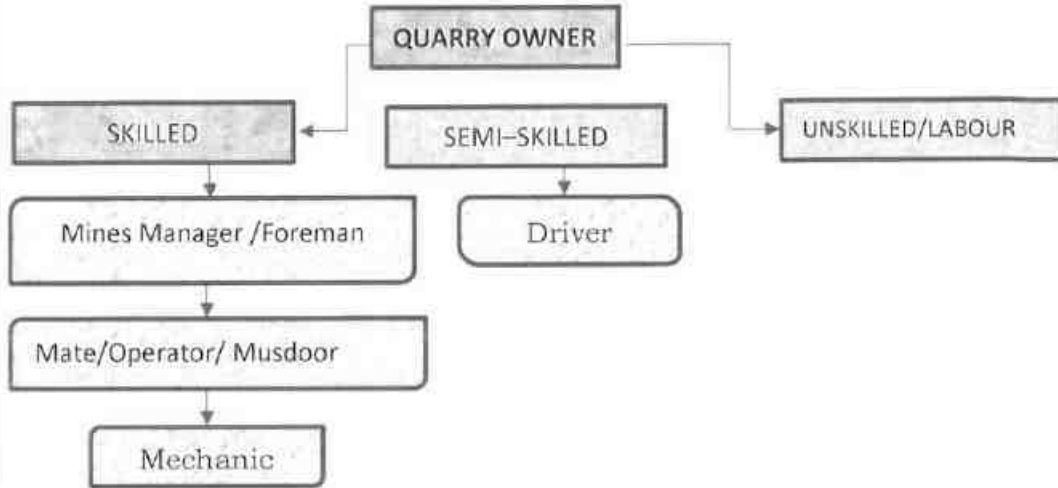 QUARRY OWNER
SKILLED
SEMI–SKILLED
UNSKILLED/LABOUR
Mines Manager /Foreman
Driver
Mate/Operator/ Musdoor
Mechanic